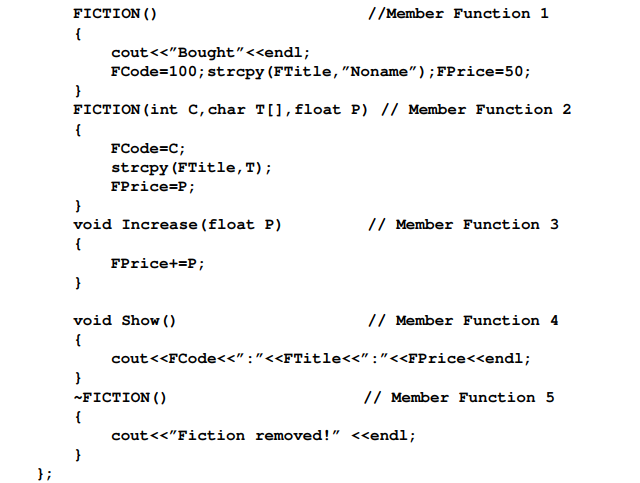 FICTION() //Member Function 1
{
cout<<”Bought”<<endl;
FCode=100;strcpy(FTitle,”Noname”);FPrice=50;
}
FICTION(int C,char T[],float P) // Member Function 2
{
FCode=C;
strcpy(FTitle,T);
FPrice=P;
}
void Increase(float P) // Member Function 3
{
FPrice+=P;
}
void Show() // Member Function 4
{
cout<<FCode<<”:”<<FTitle<<”:”<<FPrice<<endl;
}
~FICTION() // Member Function 5
{
cout<<”Fiction removed!” <<endl;
}
};